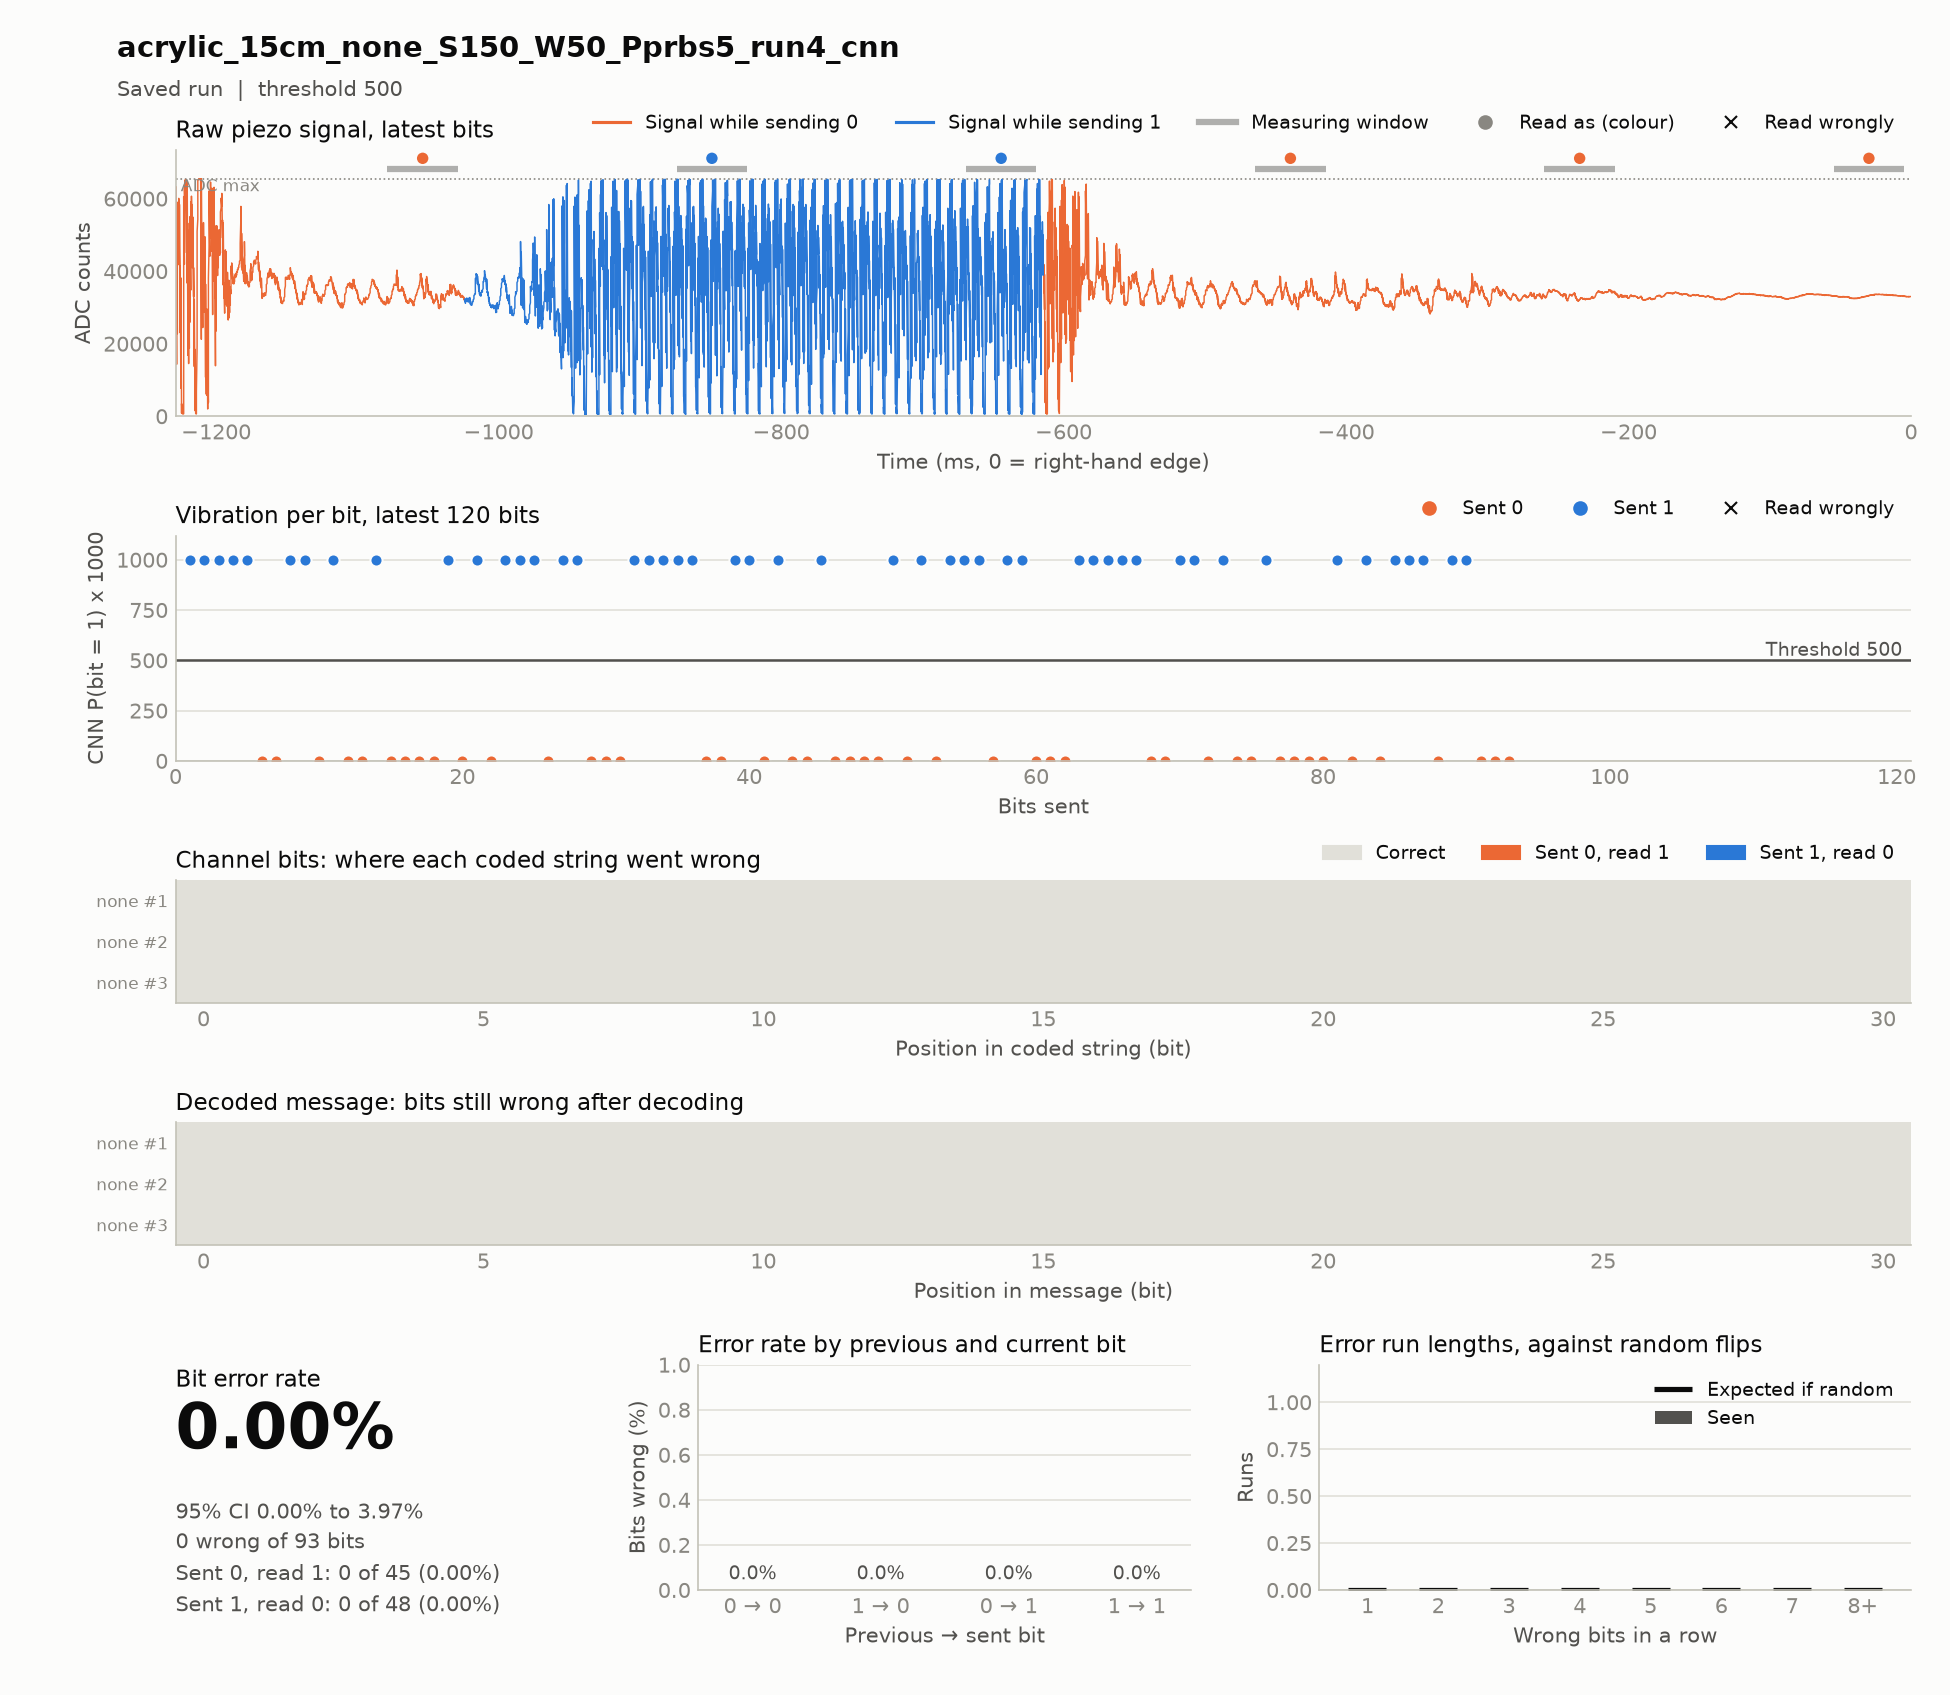 acrylic_15cm_none_S150_W50_Pprbs5_run4_cnn
Saved run | threshold 500
Raw piezo signal, latest bits
Signal while sending 0
Signal while sending 1
Measuring window
Read as (colour)
Read wrongly
ADC max
ADC counts
60000
40000
20000
0
−1200
−1000
−800
−600
−400
−200
0
Time (ms, 0 = right-hand edge)
Vibration per bit, latest 120 bits
Sent 0
Sent 1
Read wrongly
CNN P(bit = 1) x 1000
1000
750
500
250
0
Threshold 500
0
20
40
60
80
100
120
Bits sent
Channel bits: where each coded string went wrong
Correct
Sent 0, read 1
Sent 1, read 0
none #1
none #2
none #3
0
5
10
15
20
25
30
Position in coded string (bit)
Decoded message: bits still wrong after decoding
none #1
none #2
none #3
0
5
10
15
20
25
30
Position in message (bit)
Bit error rate
0.00%
95% CI 0.00% to 3.97%
0 wrong of 93 bits
Sent 0, read 1: 0 of 45 (0.00%)
Sent 1, read 0: 0 of 48 (0.00%)
Error rate by previous and current bit
Bits wrong (%)
1.0
0.8
0.6
0.4
0.2
0.0
0.0%
0.0%
0.0%
0.0%
0 → 0
1 → 0
0 → 1
1 → 1
Previous → sent bit
Error run lengths, against random flips
Expected if random
Seen
Runs
1.00
0.75
0.50
0.25
0.00
1
2
3
4
5
6
7
8+
Wrong bits in a row